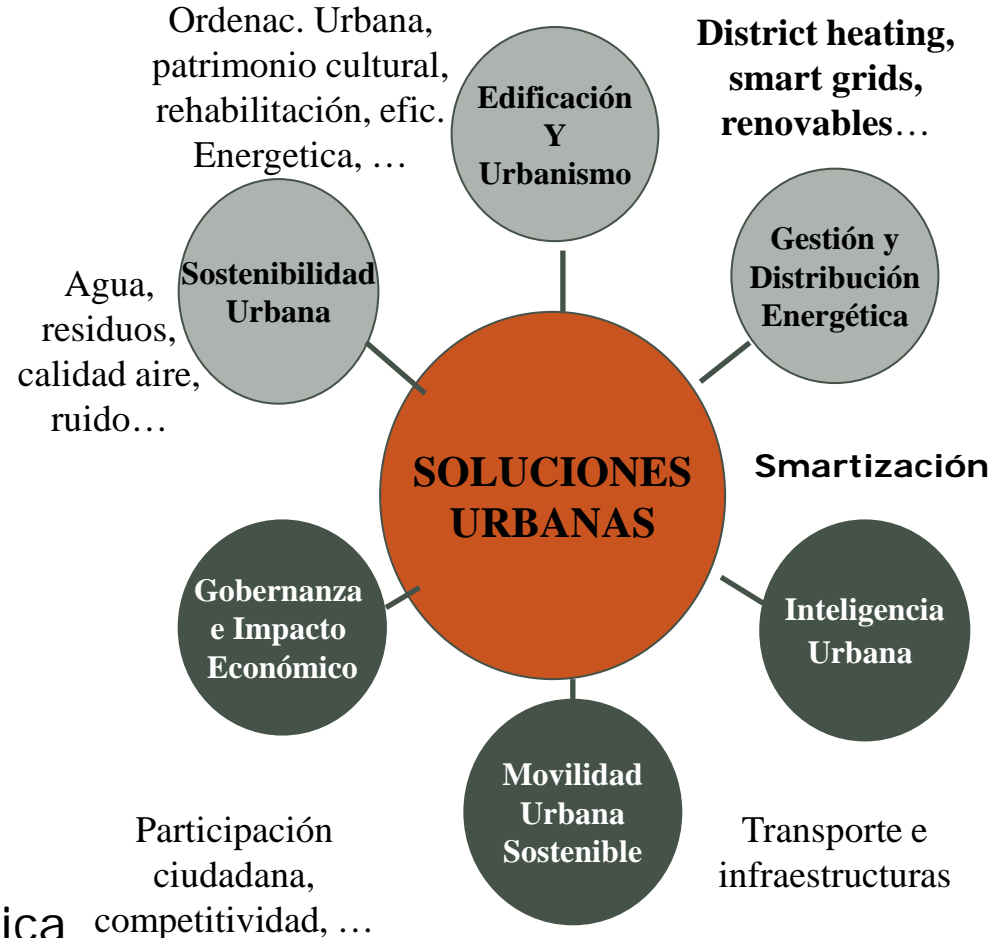 Ordenac. Urbana,
patrimonio cultural,
rehabilitación, efic.
Energetica, …
Edificación
Y
Urbanismo
District heating,
smart grids,
renovables…
Gestión y
Distribución
Energética
Sostenibilidad
Urbana
Agua,
residuos,
calidad aire,
ruido…
SOLUCIONES
URBANAS
Smartización
Inteligencia
Urbana
Gobernanza
e Impacto
Económico
Movilidad
Urbana
Sostenible
Transporte e
infraestructuras
Participación
ciudadana,
competitividad, …
ica